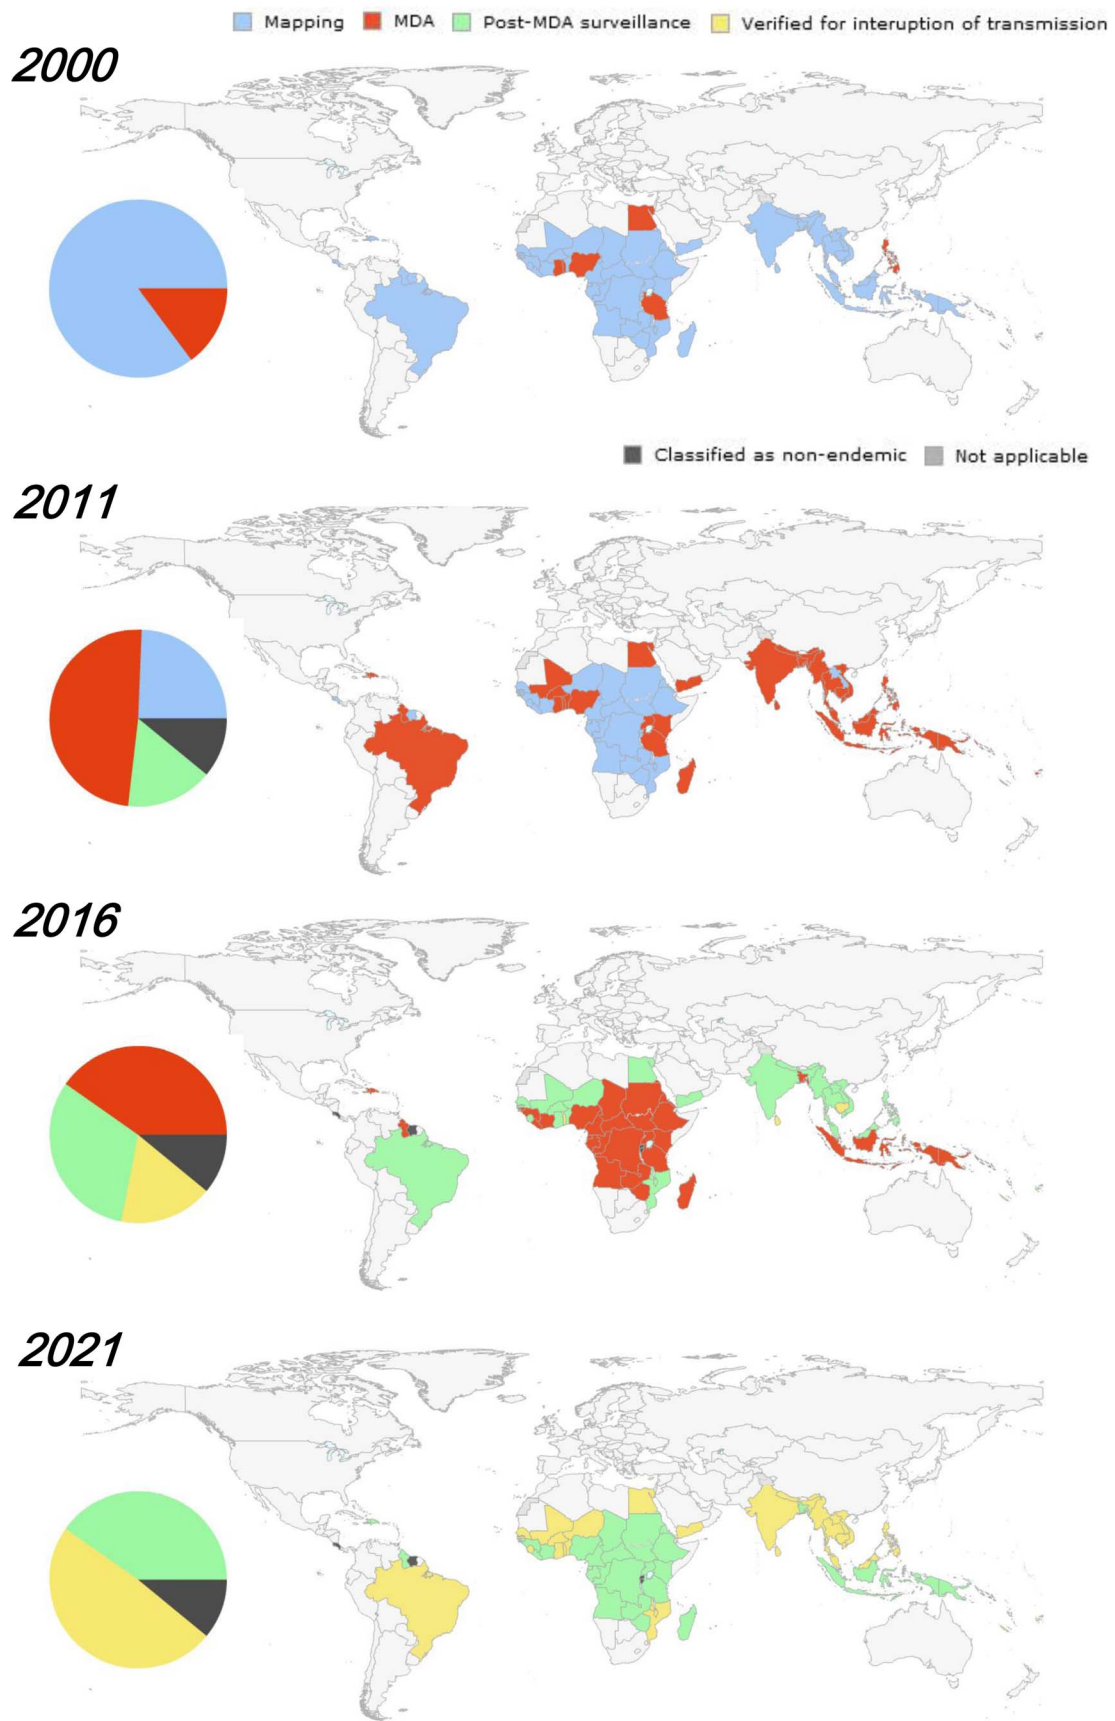 Mapping MDA Post-MDA surveillance Verified for interuption of transmission
2000
Classified as non-endemic Not applicable
2011
2016
2021